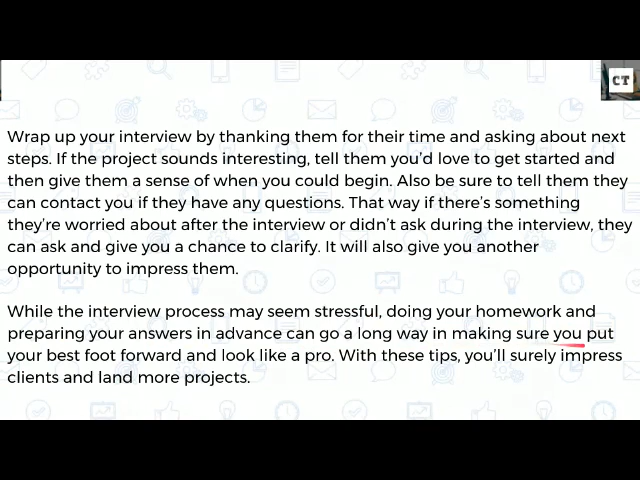 CT
Wrap up your interview by thanking them for their time and asking about next
steps. If the project sounds interesting, tell them you'd love to get started and
then give them a sense of when you could begin. Also be sure to tell them they
can contact you if they have any questions. That way if there's something
they're worried about after the interview or didn't ask during the interview, they
can ask and give you a chance to clarify. It will also give you another
opportunity to impress them.
While the interview process may seem stressful, doing your homework and
preparing your answers in advance can go a long way in making sure you put
your best foot forward and look like a pro. With these tips, you'll surely impress
clients and land more projects.